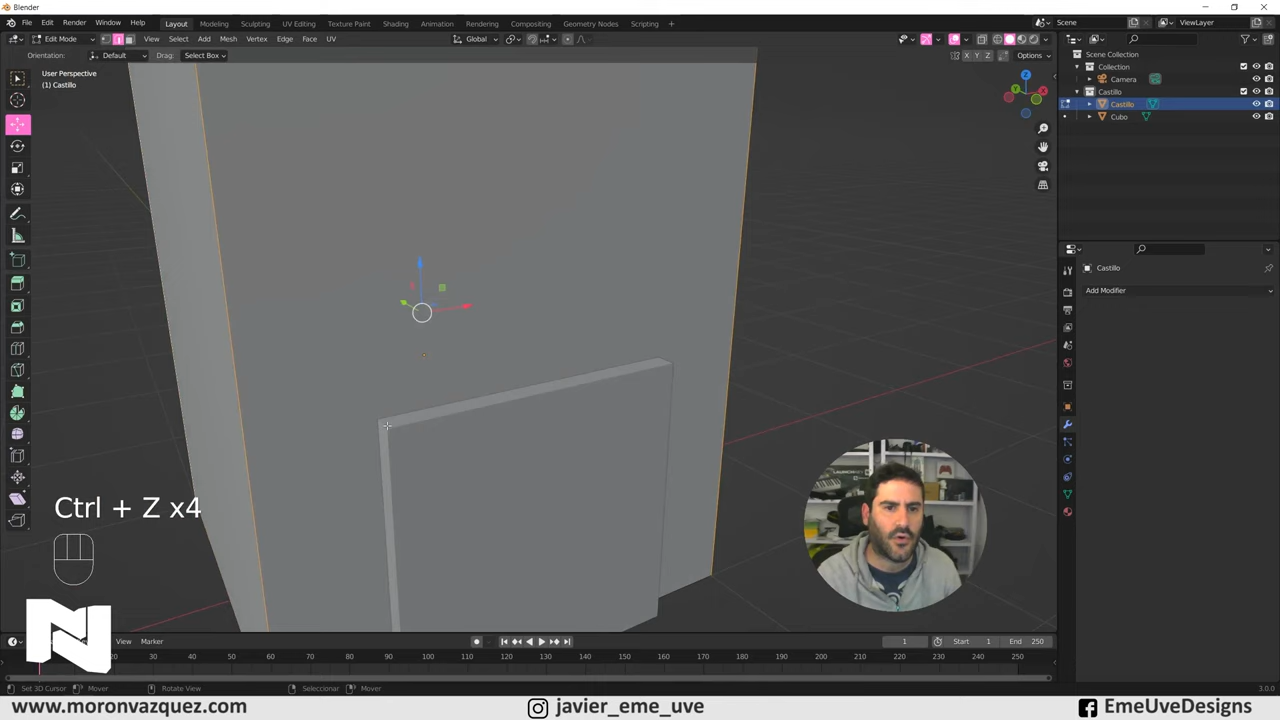 Blender
File Edit Render Window Help Layout Modeling Sculpting UV Editing Texture Paint Shading Animation Rendering Compositing Geometry Nodes Scripting + Scene ViewLayer
Edit Mode View Select Add Mesh Vertex Edge Face UV Global
Orientation: Default Drag: Select Box X Y Z Options
User Perspective
(1) Castillo
Scene Collection
Collection
Camera
Castillo
Castillo
Cubo
Castillo
Add Modifier
Ctrl + Z x4
View Marker 1 Start 1 End 250
20 30 40 50 60 70 80 90 100 110 120 130 140 150 160 170 180 190 200 210 220 230 240 250
Set 3D Cursor Mover Rotate View Seleccionar Mover 3.0.0
www.moronvazquez.com javier_eme_uve EmeUveDesigns